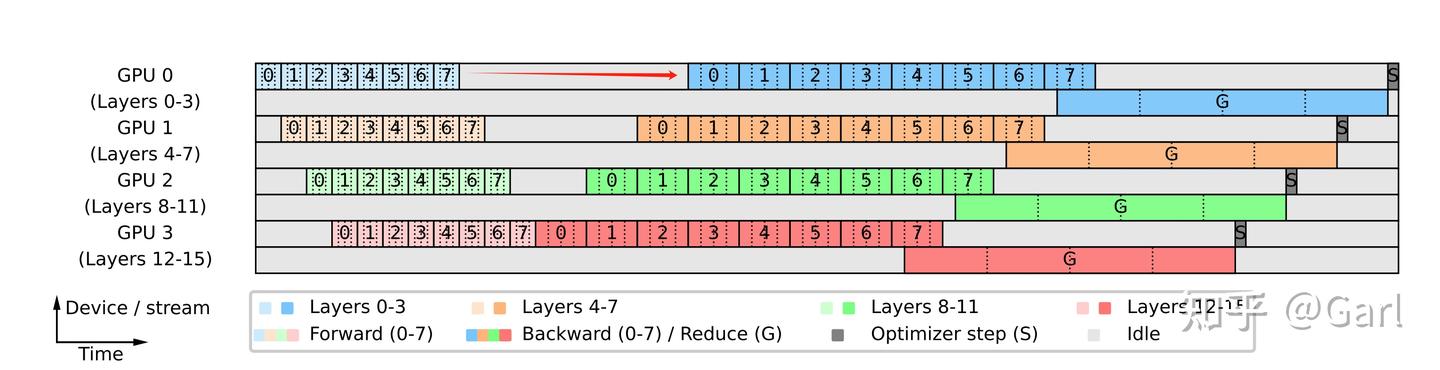 GPU 0 0 1 2 3 4 5 6 7 0 1 2 3 4 5 6 7 S
(Layers 0-3) G
GPU 1 0 1 2 3 4 5 6 7 0 1 2 3 4 5 6 7 S
(Layers 4-7) G
GPU 2 0 1 2 3 4 5 6 7 0 1 2 3 4 5 6 7 S
(Layers 8-11) G
GPU 3 0 1 2 3 4 5 6 7 0 1 2 3 4 5 6 7 S
(Layers 12-15) G
Device / stream
Time
Layers 0-3 Layers 4-7 Layers 8-11 Layers 12-15
Forward (0-7) Backward (0-7) / Reduce (G) Optimizer step (S) Idle
知乎 @Garl